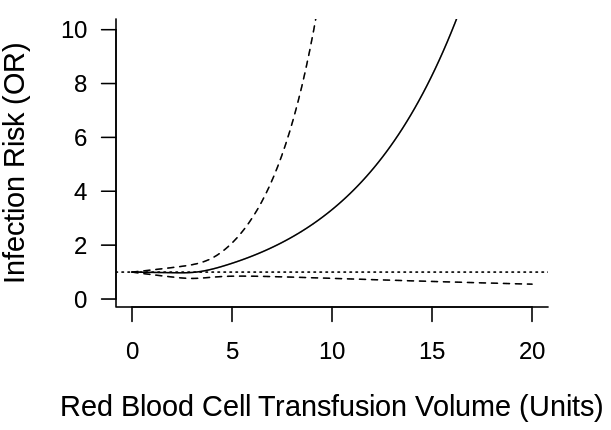 Infection Risk (OR)
10
8
6
4
2
0
0 5 10 15 20
Red Blood Cell Transfusion Volume (Units)